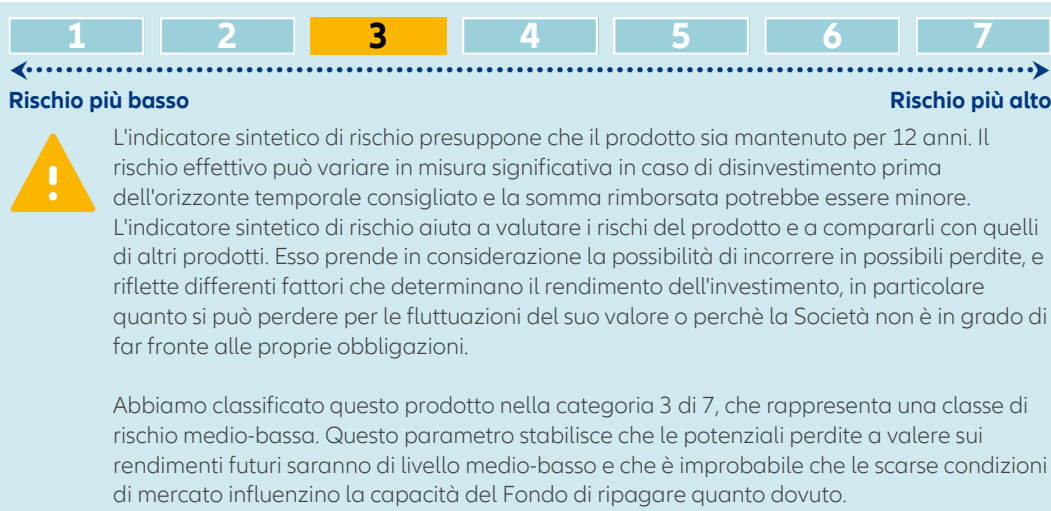 1 2 3 4 5 6 7
Rischio più basso Rischio più alto
L'indicatore sintetico di rischio presuppone che il prodotto sia mantenuto per 12 anni. Il
rischio effettivo può variare in misura significativa in caso di disinvestimento prima
dell'orizzonte temporale consigliato e la somma rimborsata potrebbe essere minore.
L'indicatore sintetico di rischio aiuta a valutare i rischi del prodotto e a compararli con quelli
di altri prodotti. Esso prende in considerazione la possibilità di incorrere in possibili perdite, e
riflette differenti fattori che determinano il rendimento dell'investimento, in particolare
quanto si può perdere per le fluttuazioni del suo valore o perchè la Società non è in grado di
far fronte alle proprie obbligazioni.
Abbiamo classificato questo prodotto nella categoria 3 di 7, che rappresenta una classe di
rischio medio-bassa. Questo parametro stabilisce che le potenziali perdite a valere sui
rendimenti futuri saranno di livello medio-basso e che è improbabile che le scarse condizioni
di mercato influenzino la capacità del Fondo di ripagare quanto dovuto.